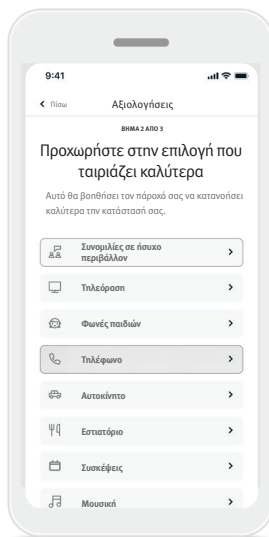 9:41
Πίσω
Αξιολογήσεις
ΒΗΜΑ 2 ΑΠΟ 3
Προχωρήστε στην επιλογή που
ταιριάζει καλύτερα
Αυτό θα βοηθήσει τον πάροχό σας να κατανοήσει
καλύτερα την κατάστασή σας.
Συνομιλίες σε ήσυχο
περιβάλλον
Τηλεόραση
Φωνές παιδιών
Τηλέφωνο
Αυτοκίνητο
Εστιατόριο
Συσκέψεις
Μουσική